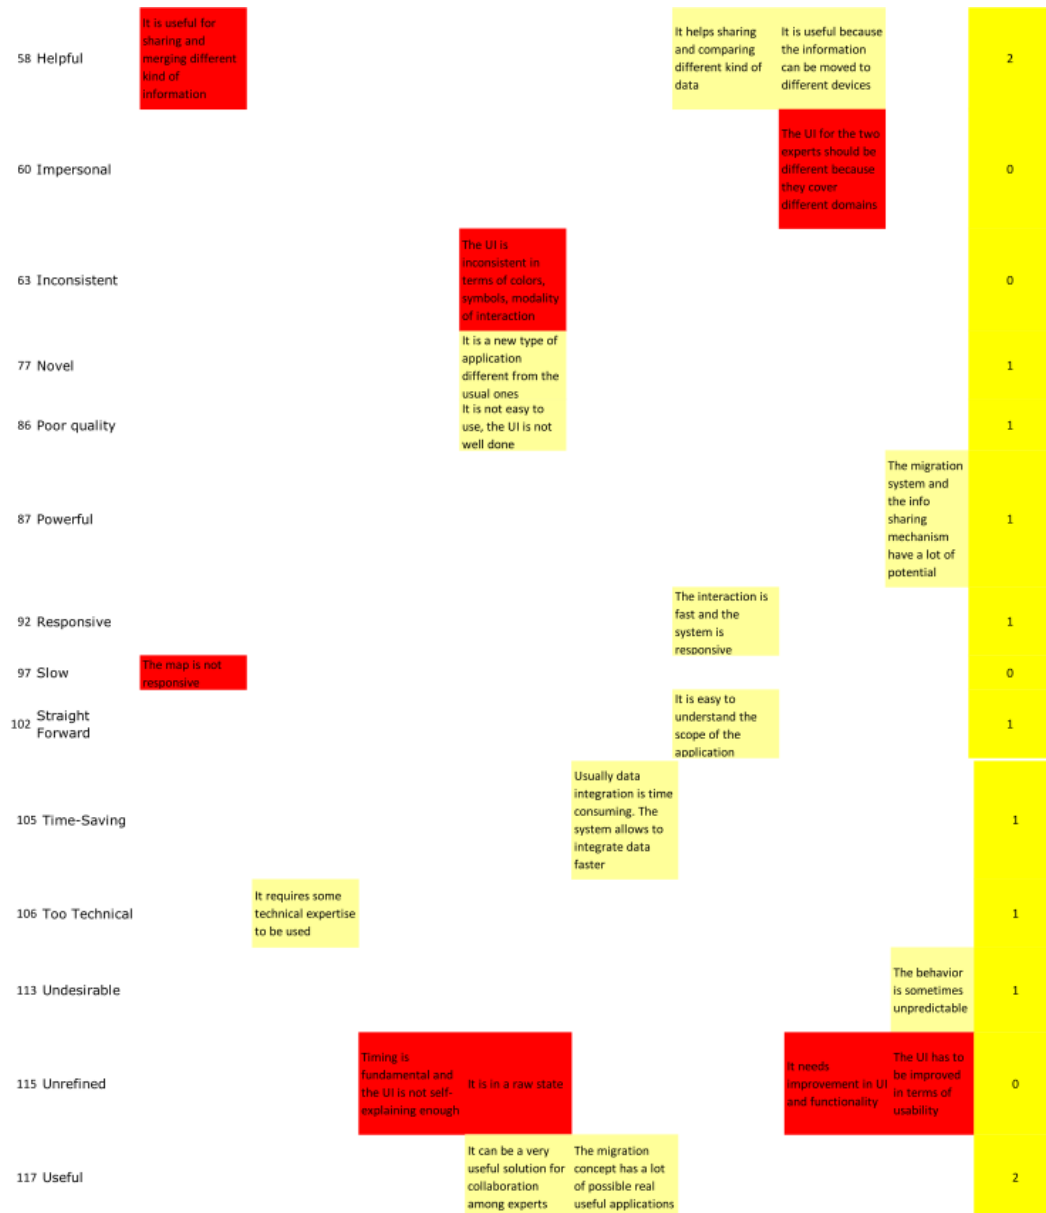 It is useful for
sharing and
merging different
kind of
information
It helps sharing
and comparing
different kind of
data
It is useful because
the information
can be moved to
different devices
58 Helpful
2
The UI for the two
experts should be
different because
they cover
different domains
60 Impersonal
0
The UI is
inconsistent in
terms of colors,
symbols, modality
of interaction
63 Inconsistent
0
It is a new type of
application
different from the
usual ones
77 Novel
1
It is not easy to
use, the UI is not
well done
86 Poor quality
1
The migration
system and
the info
sharing
mechanism
have a lot of
potential
87 Powerful
1
The interaction is
fast and the
system is
responsive
92 Responsive
1
The map is not
responsive
97 Slow
0
It is easy to
understand the
scope of the
application
102 Straight
Forward
1
Usually data
integration is time
consuming. The
system allows to
integrate data
faster
105 Time-Saving
1
It requires some
technical expertise
to be used
106 Too Technical
1
The behavior
is sometimes
unpredictable
113 Undesirable
1
Timing is
fundamental and
the UI is not self-
explaining enough
It is in a raw state
It needs
improvement in UI
and functionality
The UI has to
be improved
in terms of
usability
115 Unrefined
0
It can be a very
useful solution for
collaboration
among experts
The migration
concept has a lot
of possible real
useful applications
117 Useful
2